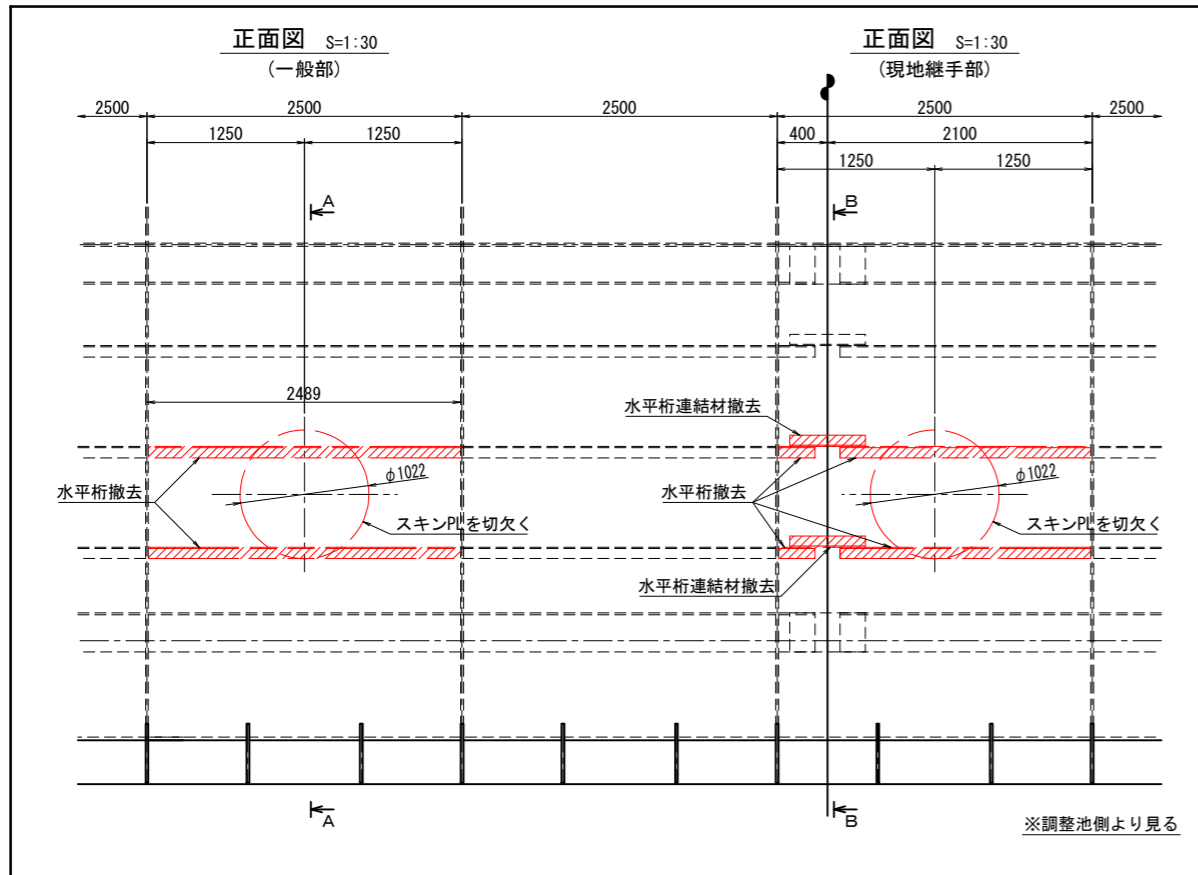 正面図 S=1:30
(一般部)
正面図 S=1:30
(現地継手部)
2500 2500 2500 2500 2500
1250 1250 400 2100
1250 1250
A B
2489
水平桁連結材撤去
φ1022 φ1022
水平桁撤去 水平桁撤去
スキンPLを切欠く スキンPLを切欠く
水平桁連結材撤去
A B
※調整池側より見る